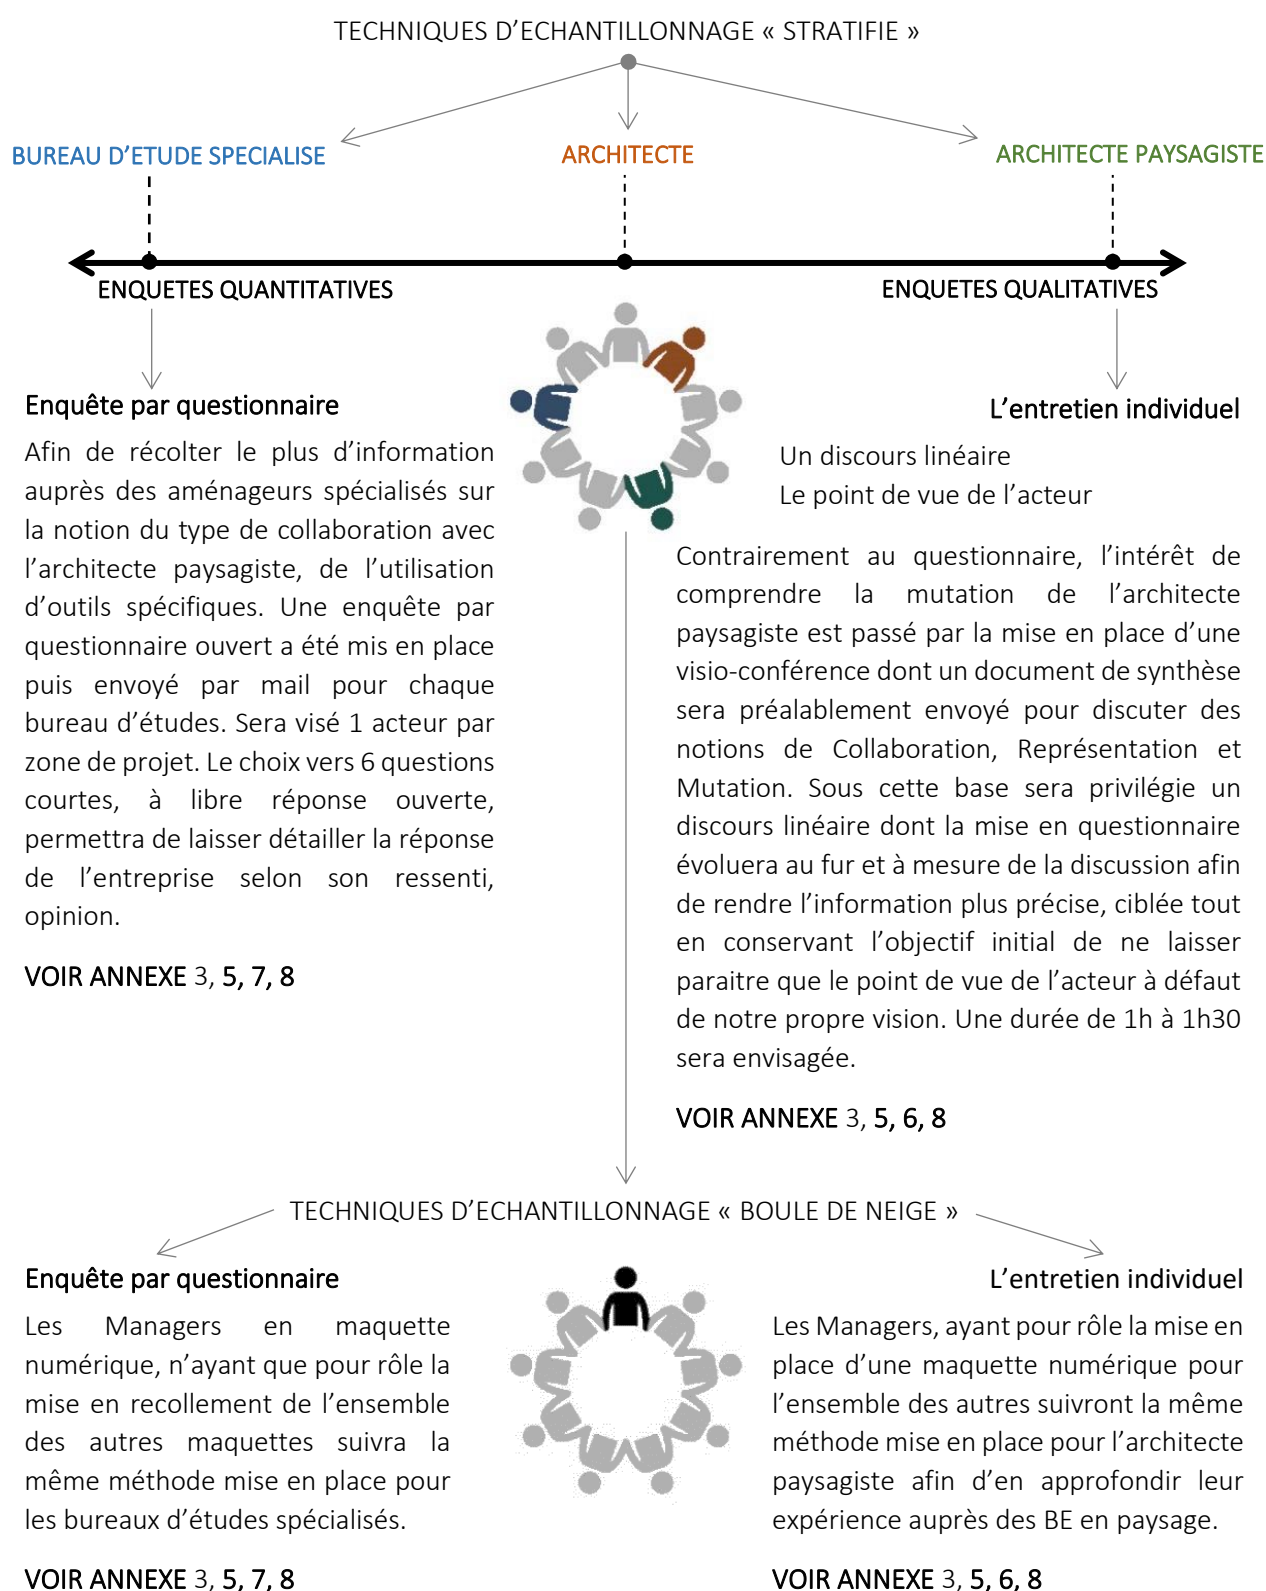 TECHNIQUES D’ECHANTILLONNAGE « STRATIFIE »
BUREAU D’ETUDE SPECIALISE
ARCHITECTE
ARCHITECTE PAYSAGISTE
ENQUETES QUANTITATIVES
ENQUETES QUALITATIVES
Enquête par questionnaire
Afin de récolter le plus d’information
auprès des aménageurs spécialisés sur
la notion du type de collaboration avec
l’architecte paysagiste, de l’utilisation
d’outils spécifiques. Une enquête par
questionnaire ouvert a été mis en place
puis envoyé par mail pour chaque
bureau d’études. Sera visé 1 acteur par
zone de projet. Le choix vers 6 questions
courtes, à libre réponse ouverte,
permettra de laisser détailler la réponse
de l’entreprise selon son ressenti,
opinion.
VOIR ANNEXE 3, 5, 7, 8
L’entretien individuel
Un discours linéaire
Le point de vue de l’acteur
Contrairement au questionnaire, l’intérêt de
comprendre la mutation de l’architecte
paysagiste est passé par la mise en place d’une
visio-conférence dont un document de synthèse
sera préalablement envoyé pour discuter des
notions de Collaboration, Représentation et
Mutation. Sous cette base sera privilégie un
discours linéaire dont la mise en questionnaire
évoluera au fur et à mesure de la discussion afin
de rendre l’information plus précise, ciblée tout
en conservant l’objectif initial de ne laisser
paraitre que le point de vue de l’acteur à défaut
de notre propre vision. Une durée de 1h à 1h30
sera envisagée.
VOIR ANNEXE 3, 5, 6, 8
TECHNIQUES D’ECHANTILLONNAGE « BOULE DE NEIGE »
Enquête par questionnaire
Les Managers en maquette
numérique, n’ayant que pour rôle la
mise en recollement de l’ensemble
des autres maquettes suivra la
même méthode mise en place pour
les bureaux d’études spécialisés.
VOIR ANNEXE 3, 5, 7, 8
L’entretien individuel
Les Managers, ayant pour rôle la mise en
place d’une maquette numérique pour
l’ensemble des autres suivront la même
méthode mise en place pour l’architecte
paysagiste afin d’en approfondir leur
expérience auprès des BE en paysage.
VOIR ANNEXE 3, 5, 6, 8